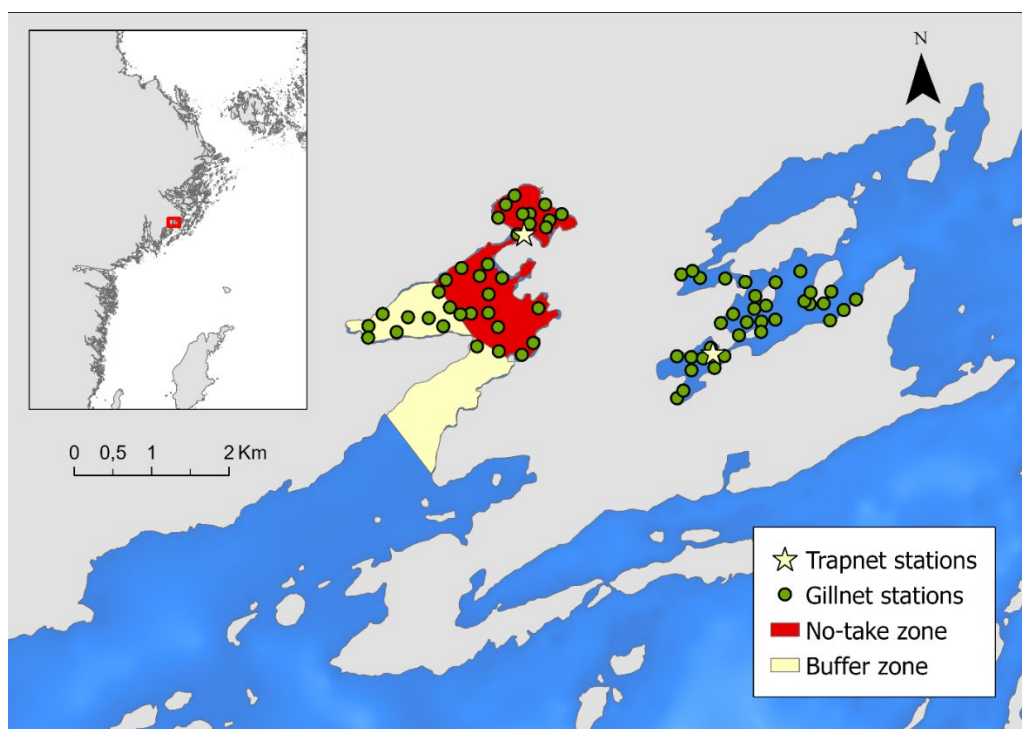 N
0 0,5 1 2 Km
Trapnet stations
Gillnet stations
No-take zone
Buffer zone